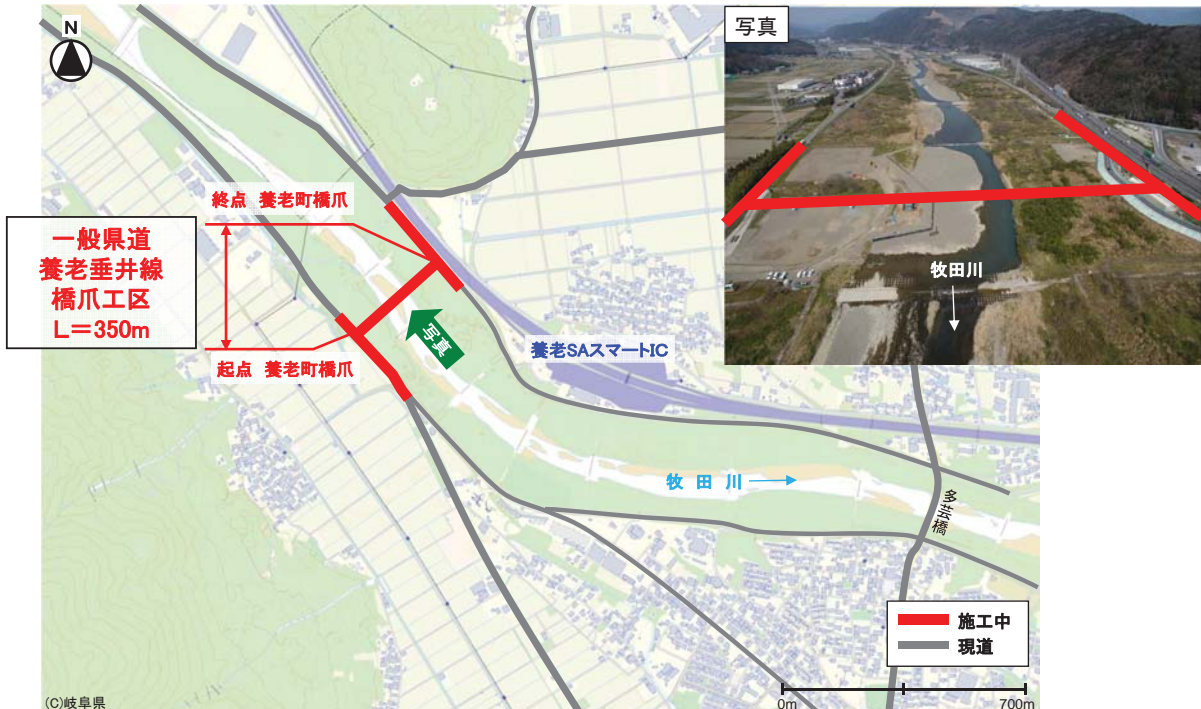 N
写真
終点 養老町橋爪
一般県道
養老垂井線
橋爪工区
L=350m
起点 養老町橋爪
写真
養老SAスマートIC
牧田川
牧 田 川
多芸橋
施工中
現道
0m
700m
(C)岐阜県